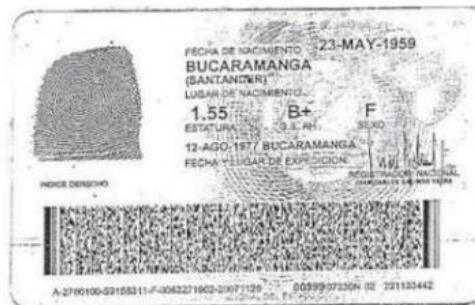 FECHA DE NACIMIENTO 23-MAY-1959
BUCARAMANGA
(SANTANDER)
LUGAR DE NACIMIENTO
1.55 B+ F
ESTATURA G.S. RH SEXO
12-AGO-1977 BUCARAMANGA
FECHA Y LUGAR DE EXPEDICION
REGISTRADOR NACIONAL
INDICE DERECHO